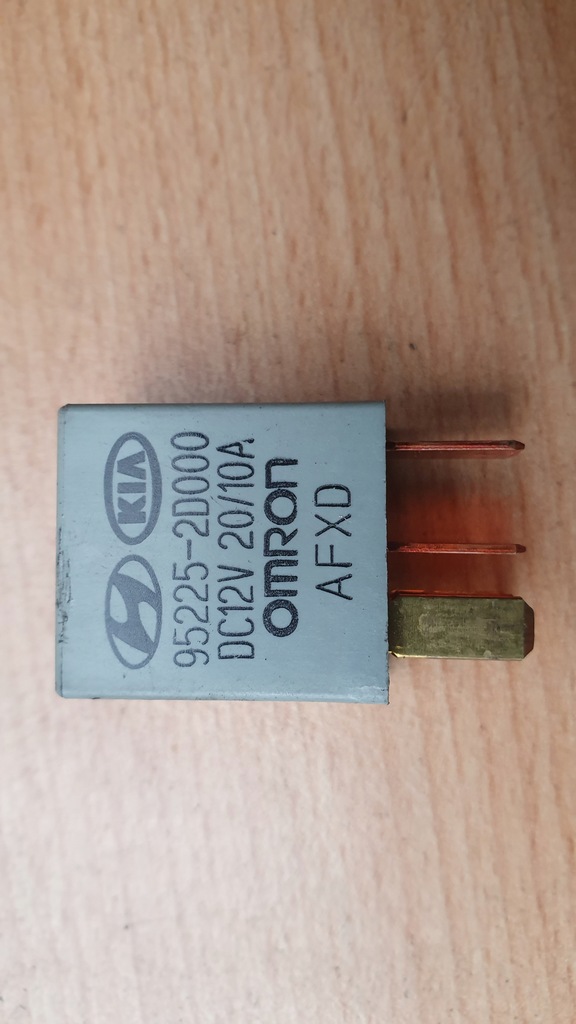 KIA
95225-2D000
DC12V 20/10A
OMRON
AFXD